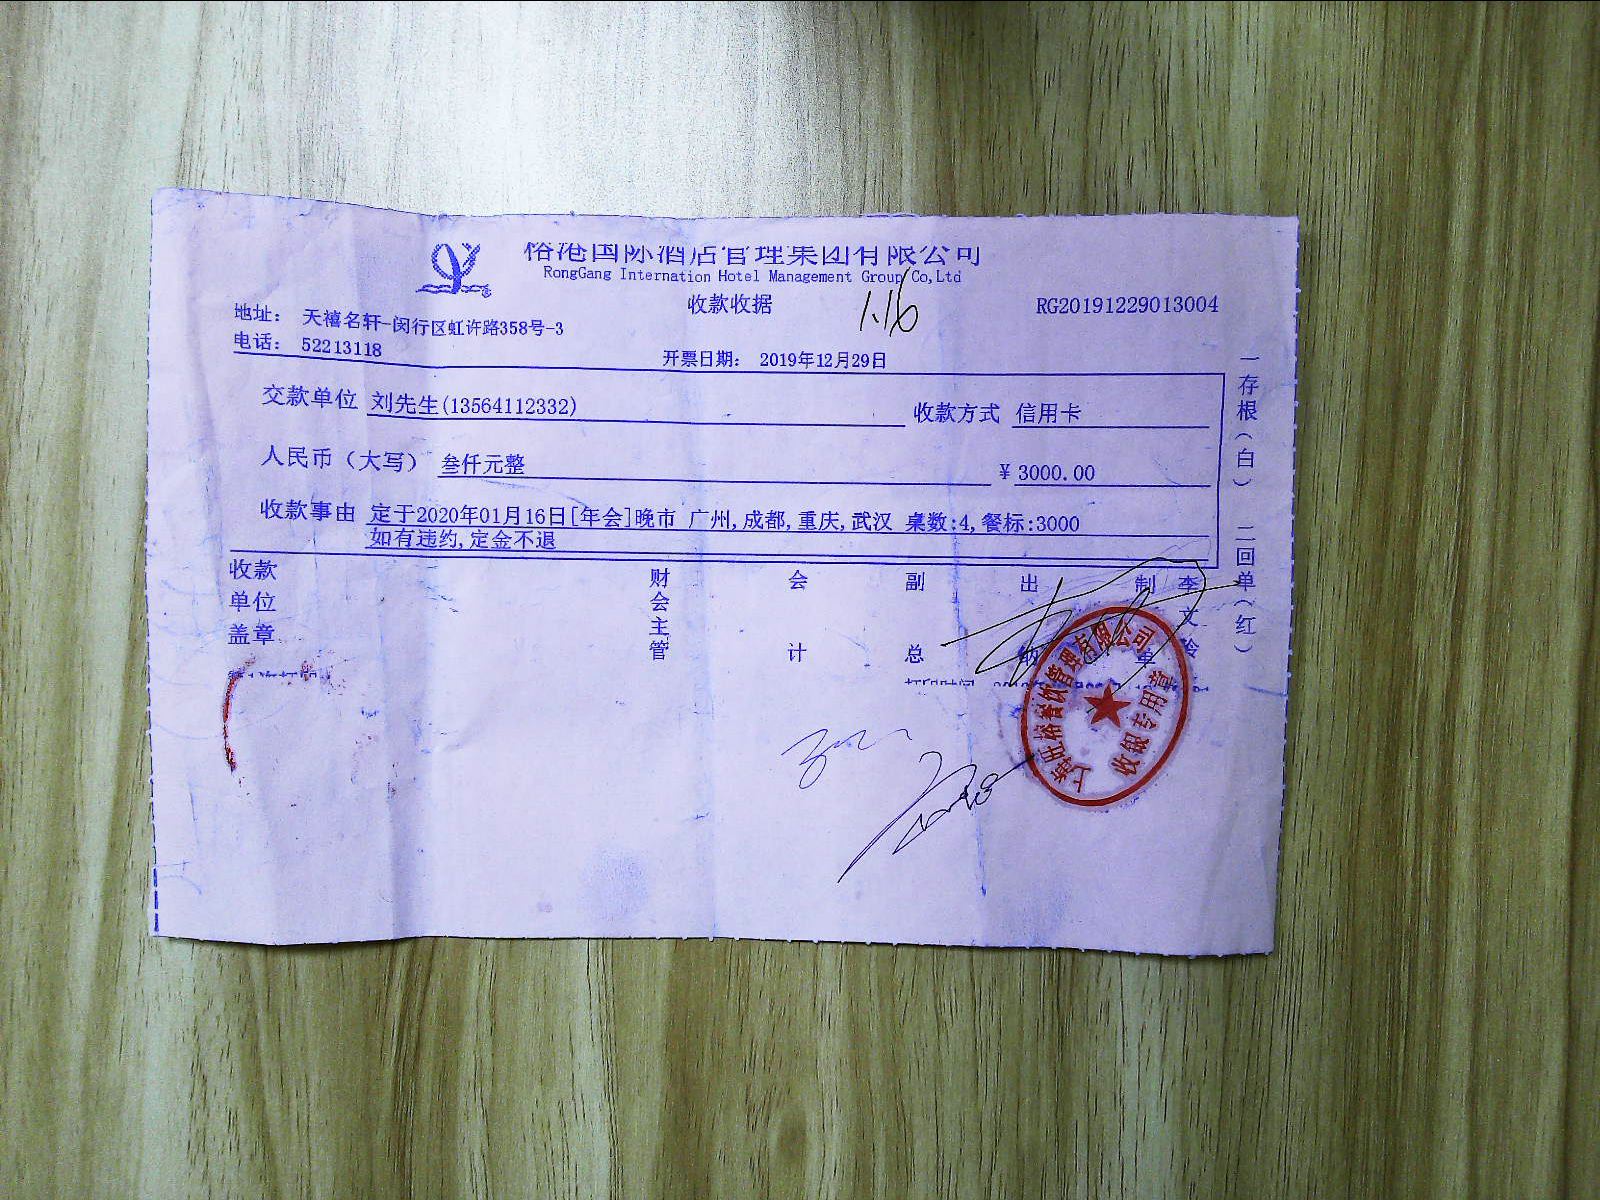 国际酒店管理集团有限公司
RongGang Internation Hotel Management Group Co,Ltd
收款收据 1.16 RG20191229013004
地址: 天禧名轩-闵行区虹许路358号-3
电话: 52213118
开票日期: 2019年12月29日
交款单位 刘先生(13564112332) 收款方式 信用卡
人民币（大写） 叁仟元整 ¥ 3000.00
收款事由 定于2020年01月16日[年会]晚市 广州,成都,重庆,武汉 桌数:4,餐标:3000
如有违约,定金不退
收款单位盖章 财会主管 会计 副总 出纳 制单 李文
一存根(白) 二回单(红)
打印时间
收银专用章